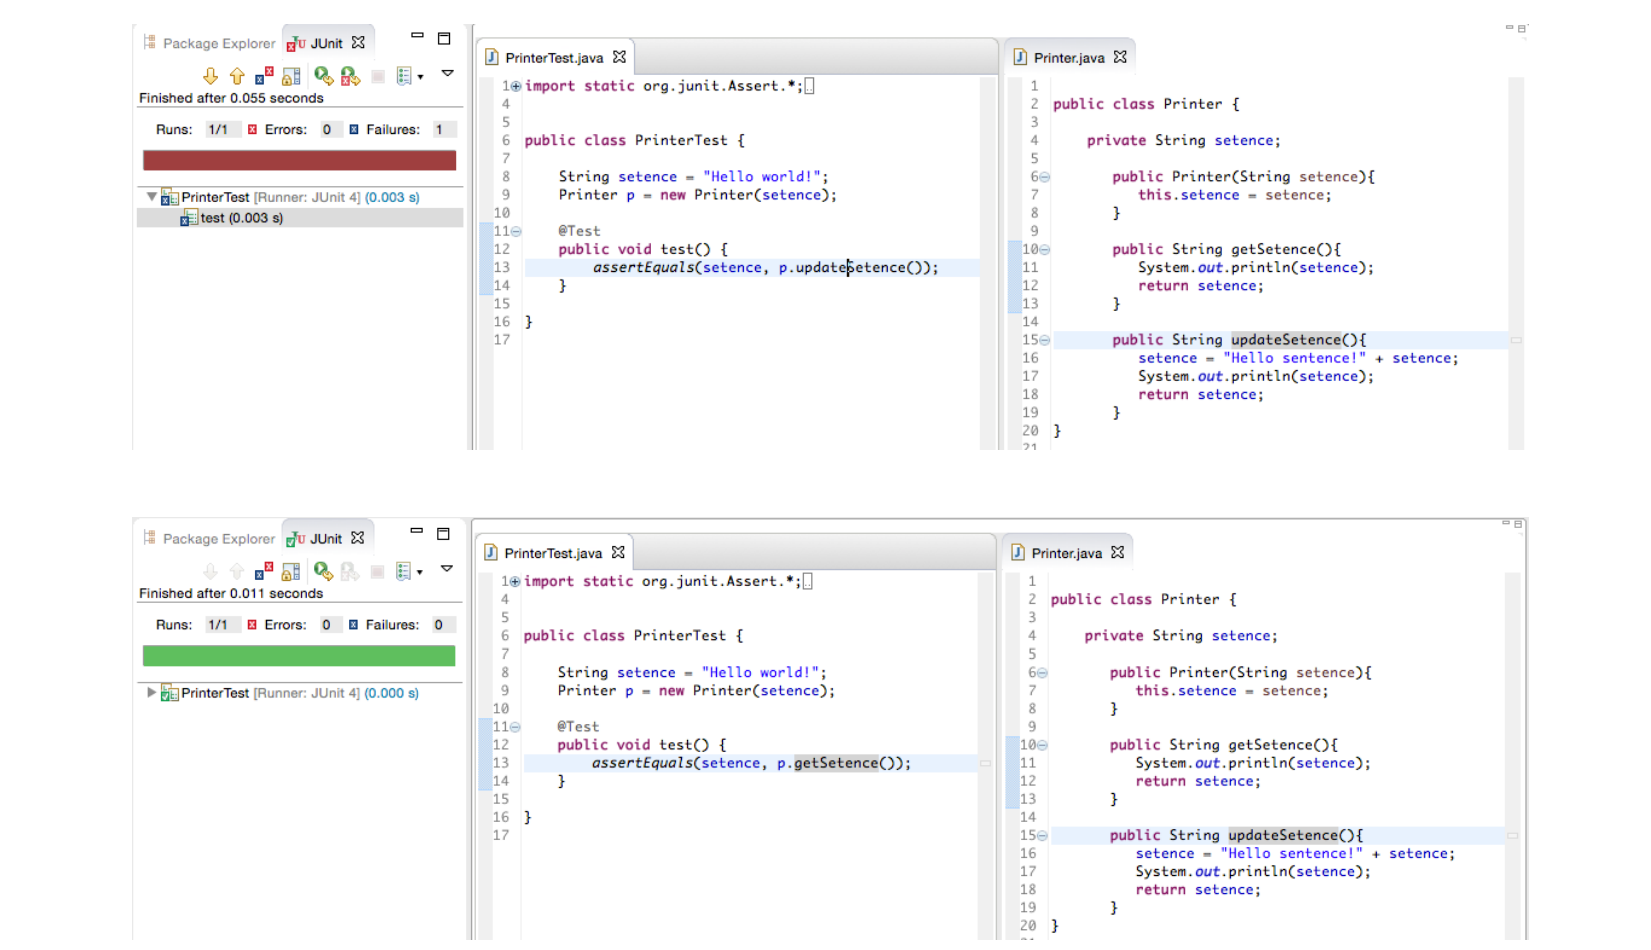 Package Explorer JUnit
Finished after 0.055 seconds
Runs: 1/1 Errors: 0 Failures: 1
PrinterTest [Runner: JUnit 4] (0.003 s)
test (0.003 s)
PrinterTest.java
1 import static org.junit.Assert.*;
4
5
6 public class PrinterTest {
7
8 String setence = "Hello world!";
9 Printer p = new Printer(setence);
10
11 @Test
12 public void test() {
13 assertEquals(setence, p.updateSetence());
14 }
15
16 }
17
Printer.java
1
2 public class Printer {
3
4 private String setence;
5
6 public Printer(String setence){
7 this.setence = setence;
8 }
9
10 public String getSetence(){
11 System.out.println(setence);
12 return setence;
13 }
14
15 public String updateSetence(){
16 setence = "Hello sentence!" + setence;
17 System.out.println(setence);
18 return setence;
19 }
20 }
21
Package Explorer JUnit
Finished after 0.011 seconds
Runs: 1/1 Errors: 0 Failures: 0
PrinterTest [Runner: JUnit 4] (0.000 s)
PrinterTest.java
1 import static org.junit.Assert.*;
4
5
6 public class PrinterTest {
7
8 String setence = "Hello world!";
9 Printer p = new Printer(setence);
10
11 @Test
12 public void test() {
13 assertEquals(setence, p.getSetence());
14 }
15
16 }
17
Printer.java
1
2 public class Printer {
3
4 private String setence;
5
6 public Printer(String setence){
7 this.setence = setence;
8 }
9
10 public String getSetence(){
11 System.out.println(setence);
12 return setence;
13 }
14
15 public String updateSetence(){
16 setence = "Hello sentence!" + setence;
17 System.out.println(setence);
18 return setence;
19 }
20 }